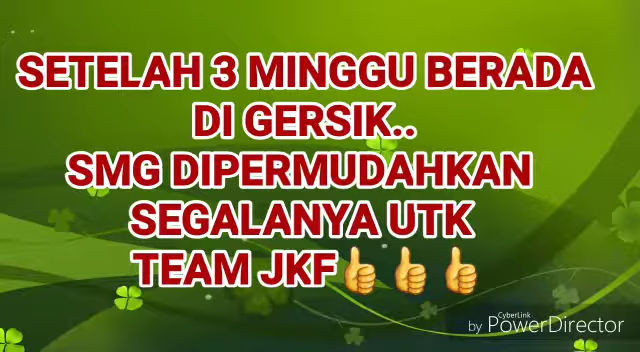 SETELAH 3 MINGGU BERADA
DI GERSIK..
SMG DIPERMUDAHKAN
SEGALANYA UTK
TEAM JKF👍👍👍
CyberLink
by PowerDirector